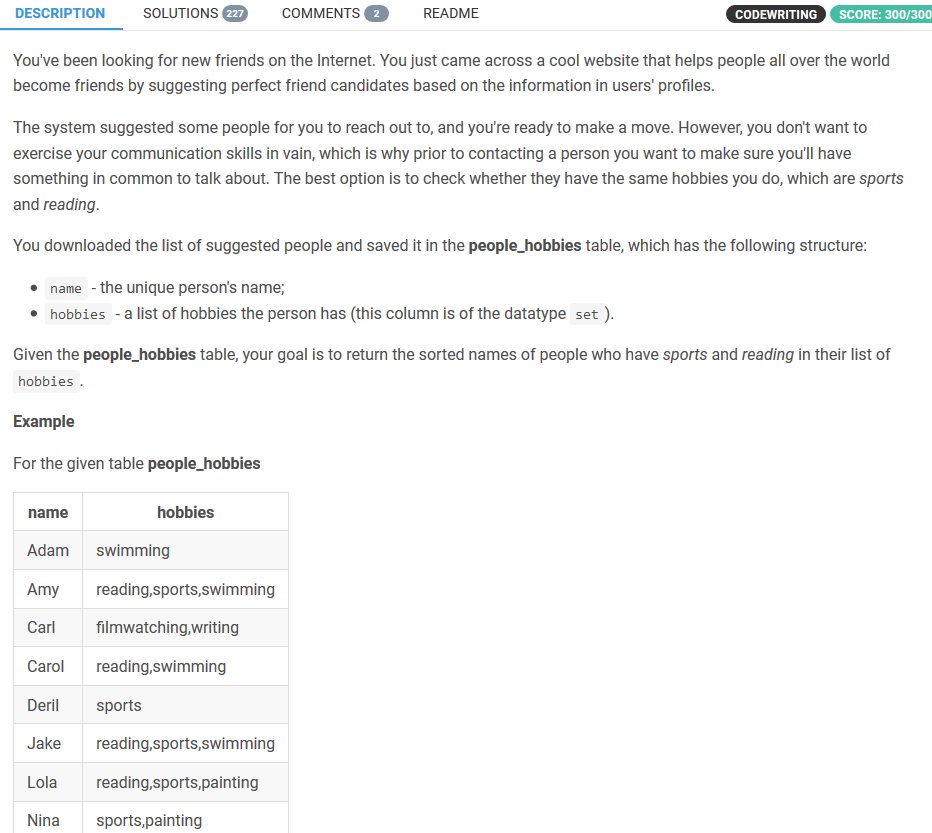 DESCRIPTION SOLUTIONS 227 COMMENTS 2 README CODEWRITING SCORE: 300/300
You've been looking for new friends on the Internet. You just came across a cool website that helps people all over the world
become friends by suggesting perfect friend candidates based on the information in users' profiles.
The system suggested some people for you to reach out to, and you're ready to make a move. However, you don't want to
exercise your communication skills in vain, which is why prior to contacting a person you want to make sure you'll have
something in common to talk about. The best option is to check whether they have the same hobbies you do, which are sports
and reading.
You downloaded the list of suggested people and saved it in the people_hobbies table, which has the following structure:
• name - the unique person's name;
• hobbies - a list of hobbies the person has (this column is of the datatype set ).
Given the people_hobbies table, your goal is to return the sorted names of people who have sports and reading in their list of
hobbies .
Example
For the given table people_hobbies
name hobbies
Adam swimming
Amy reading,sports,swimming
Carl filmwatching,writing
Carol reading,swimming
Deril sports
Jake reading,sports,swimming
Lola reading,sports,painting
Nina sports,painting